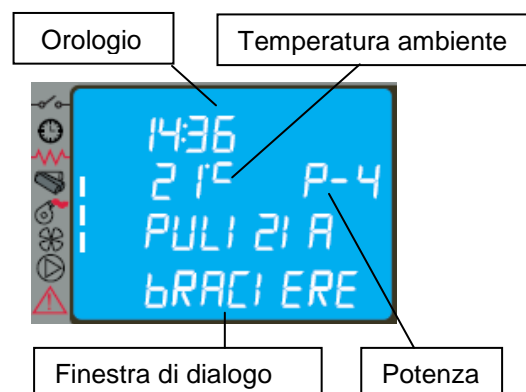 Orologio
Temperatura ambiente
14:36
21°C P-4
PULIZIA
bRACIERE
Finestra di dialogo
Potenza